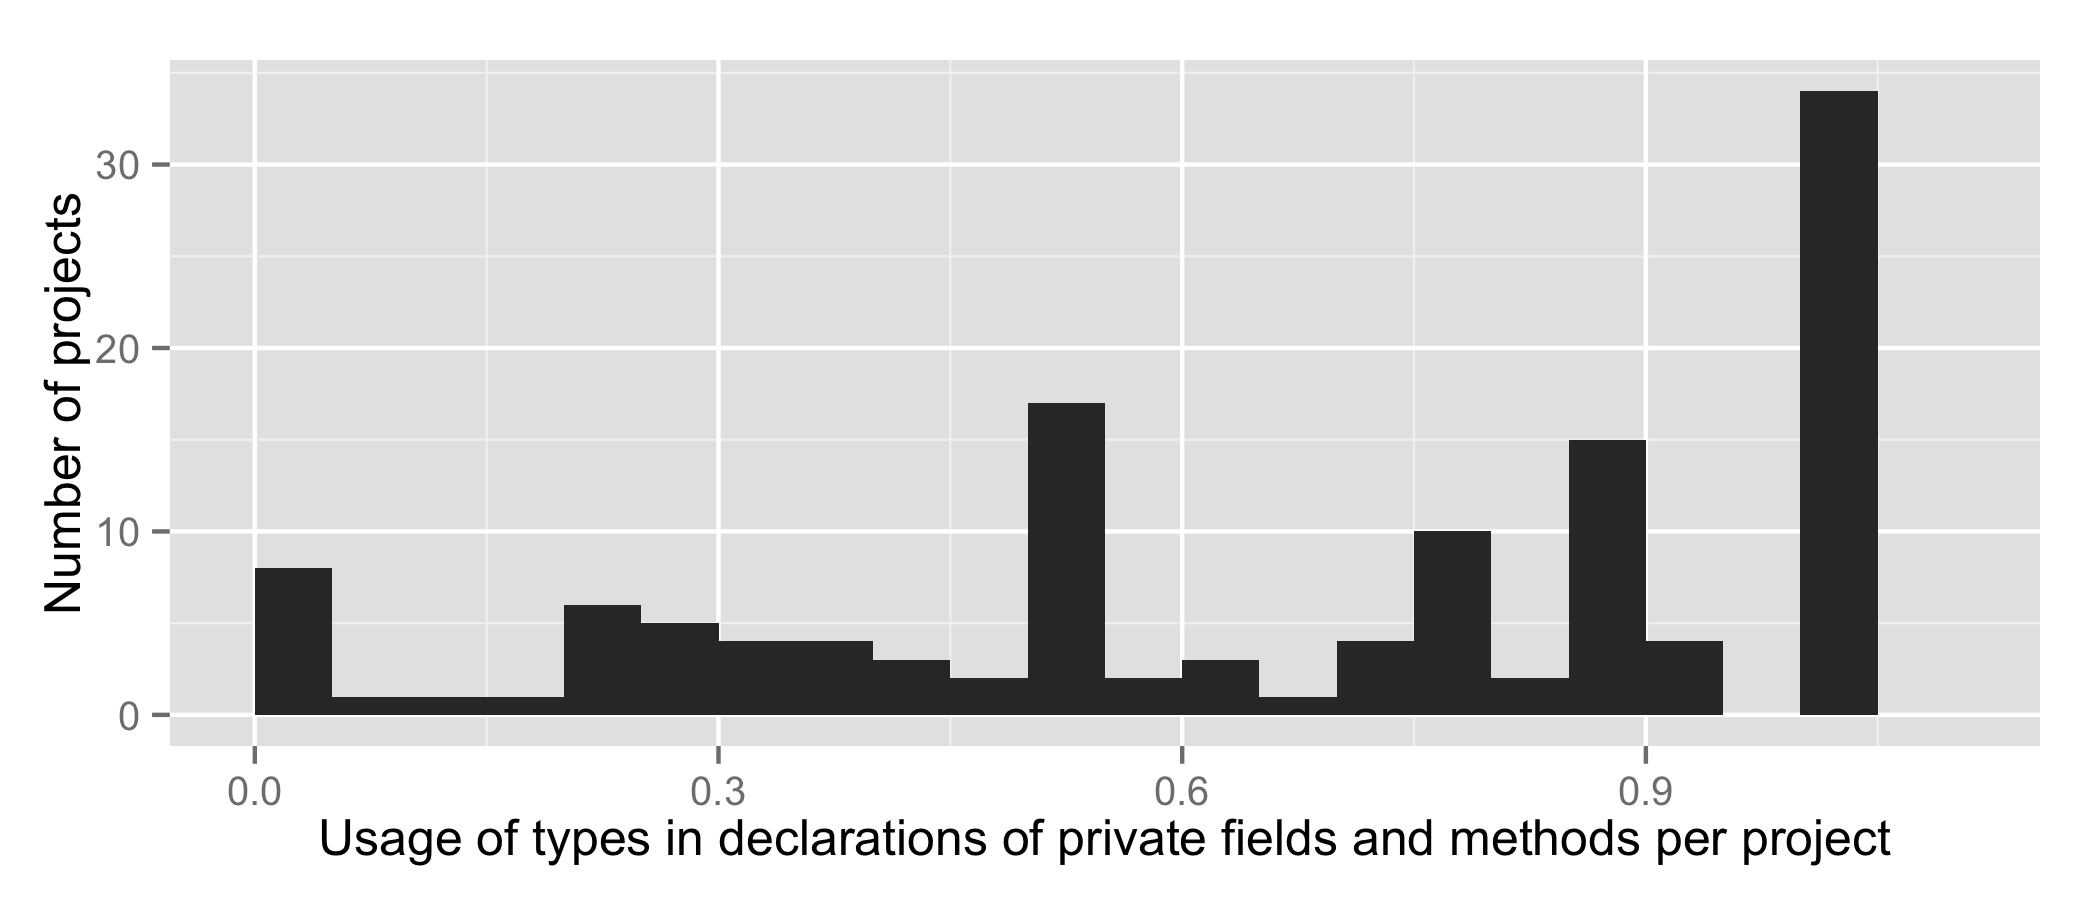 Number of projects
30
20
10
0
0.0 0.3 0.6 0.9
Usage of types in declarations of private fields and methods per project